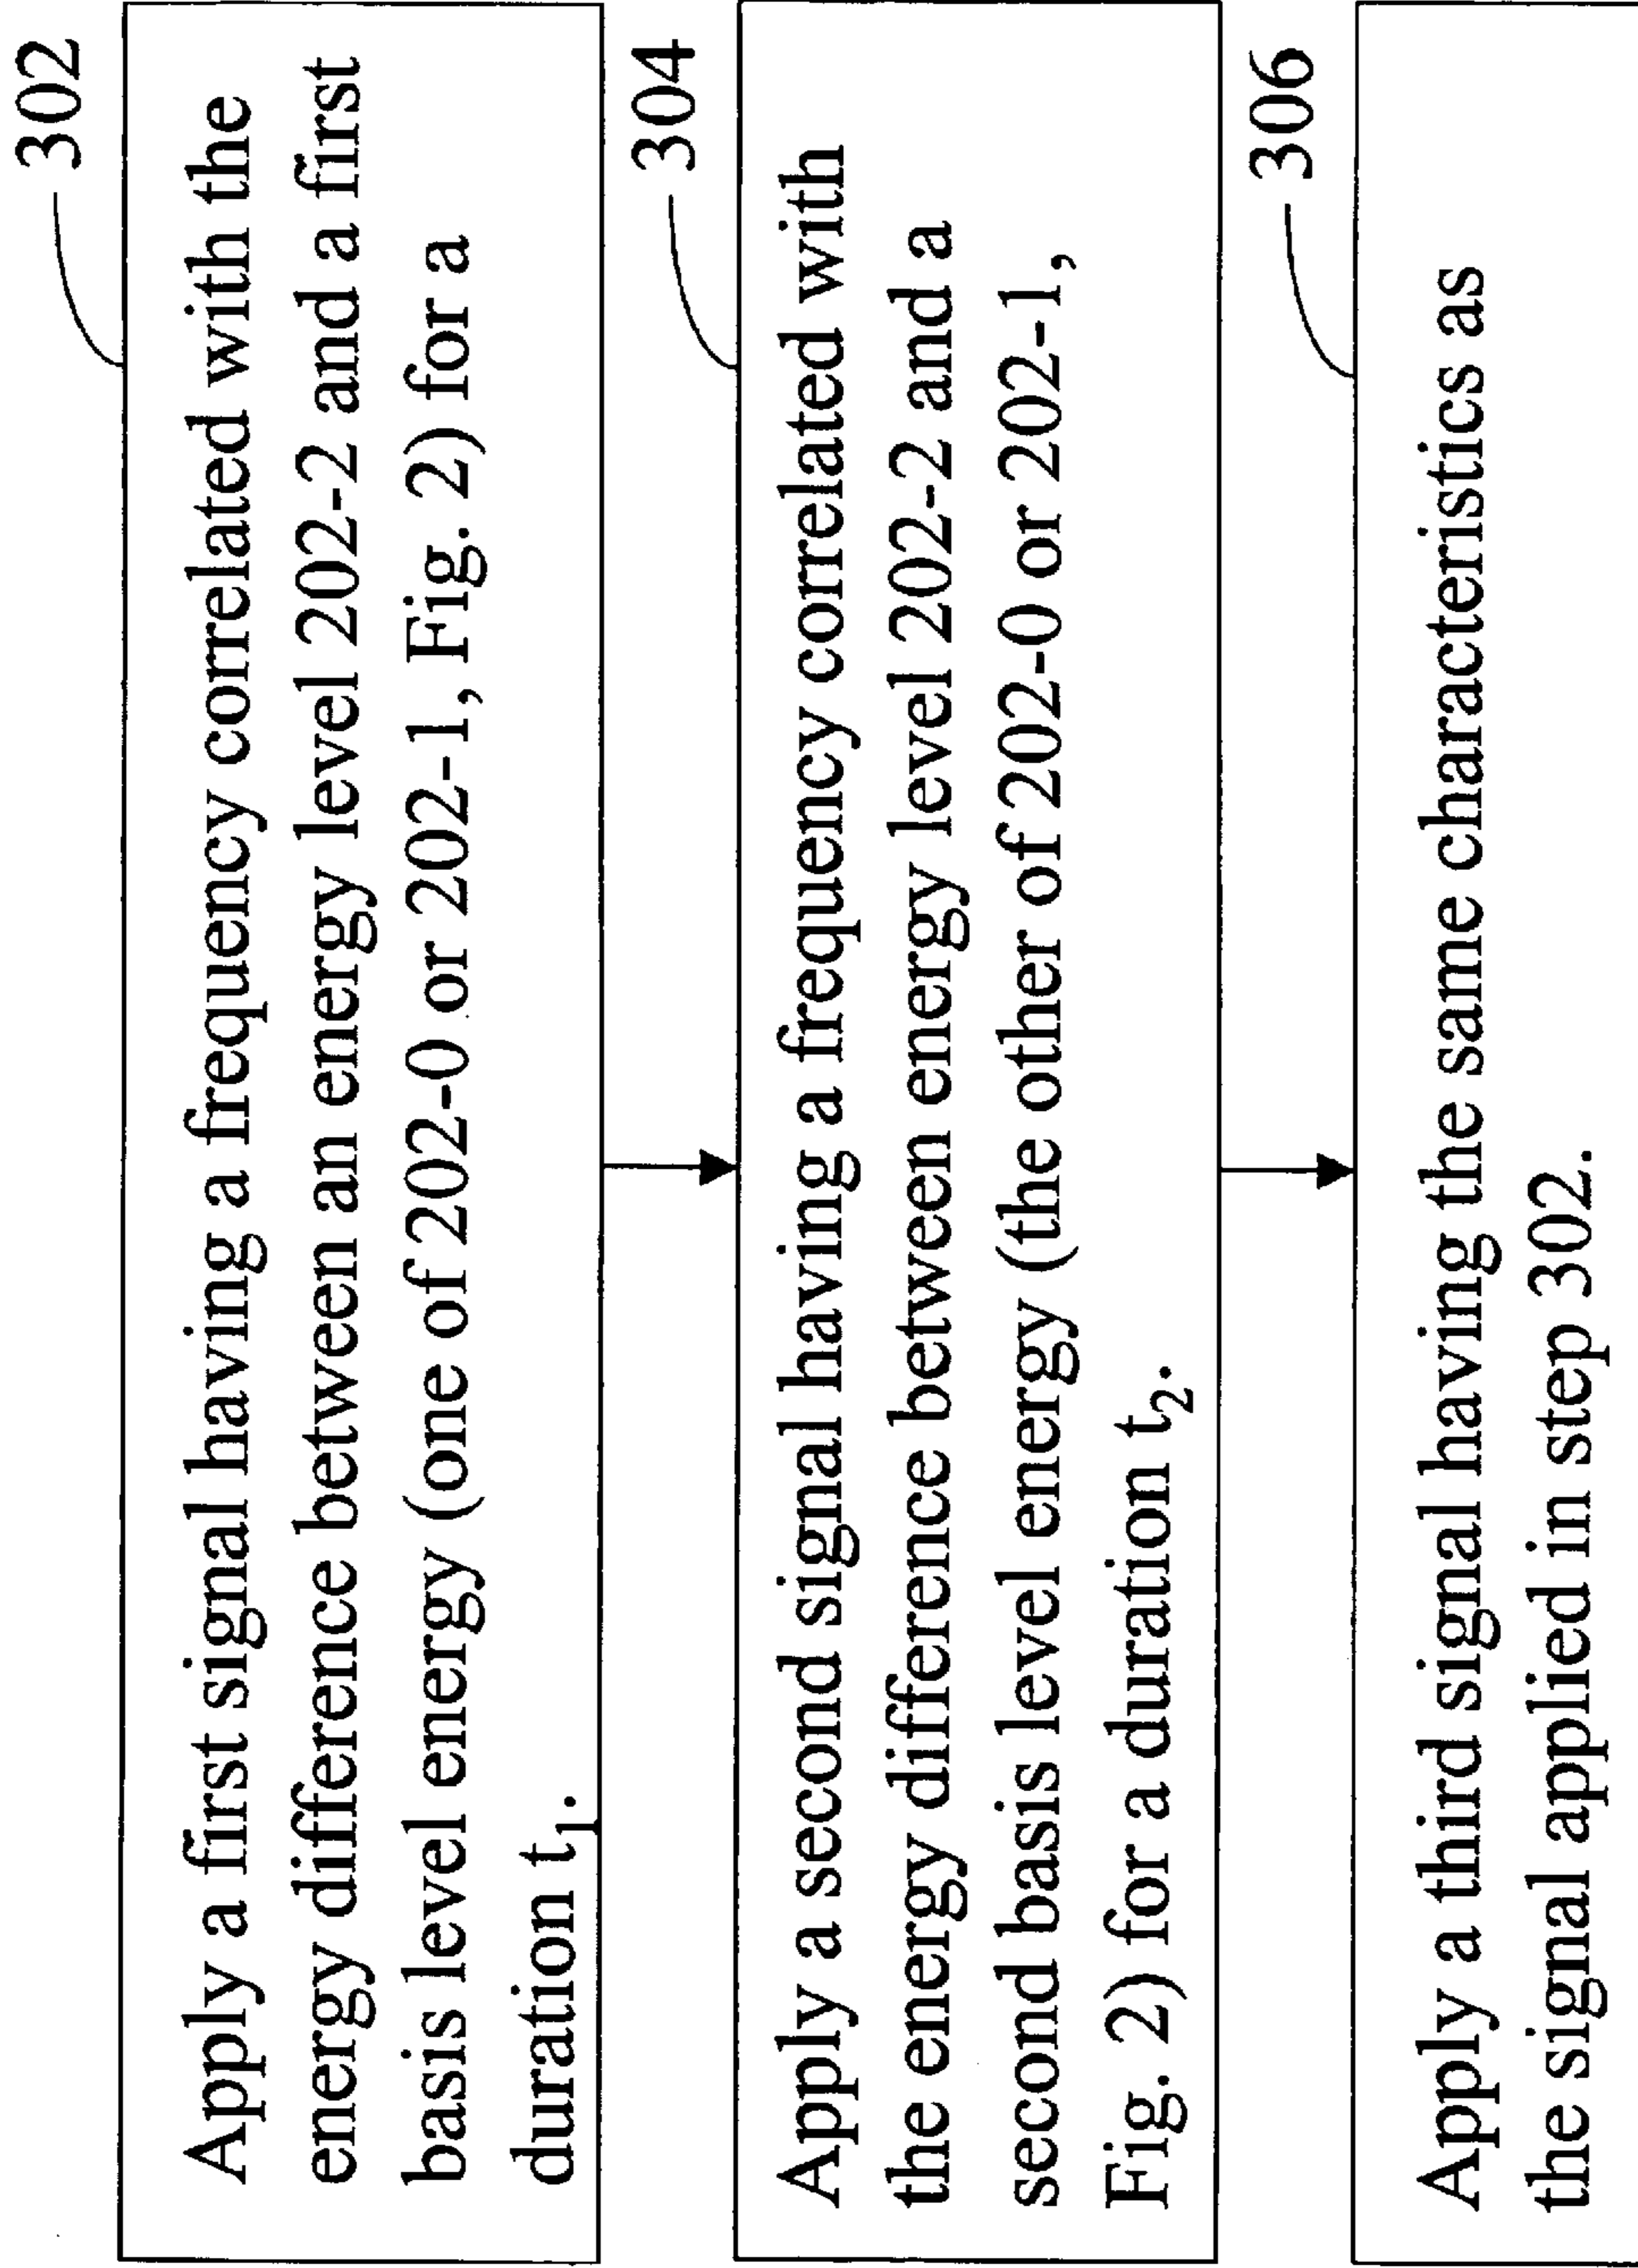 302
Apply a first signal having a frequency correlated with the
energy difference between an energy level 202-2 and a first
basis level energy (one of 202-0 or 202-1, Fig. 2) for a
duration t₁.
304
Apply a second signal having a frequency correlated with
the energy difference between energy level 202-2 and a
second basis level energy (the other of 202-0 or 202-1,
Fig. 2) for a duration t₂.
306
Apply a third signal having the same characteristics as
the signal applied in step 302.